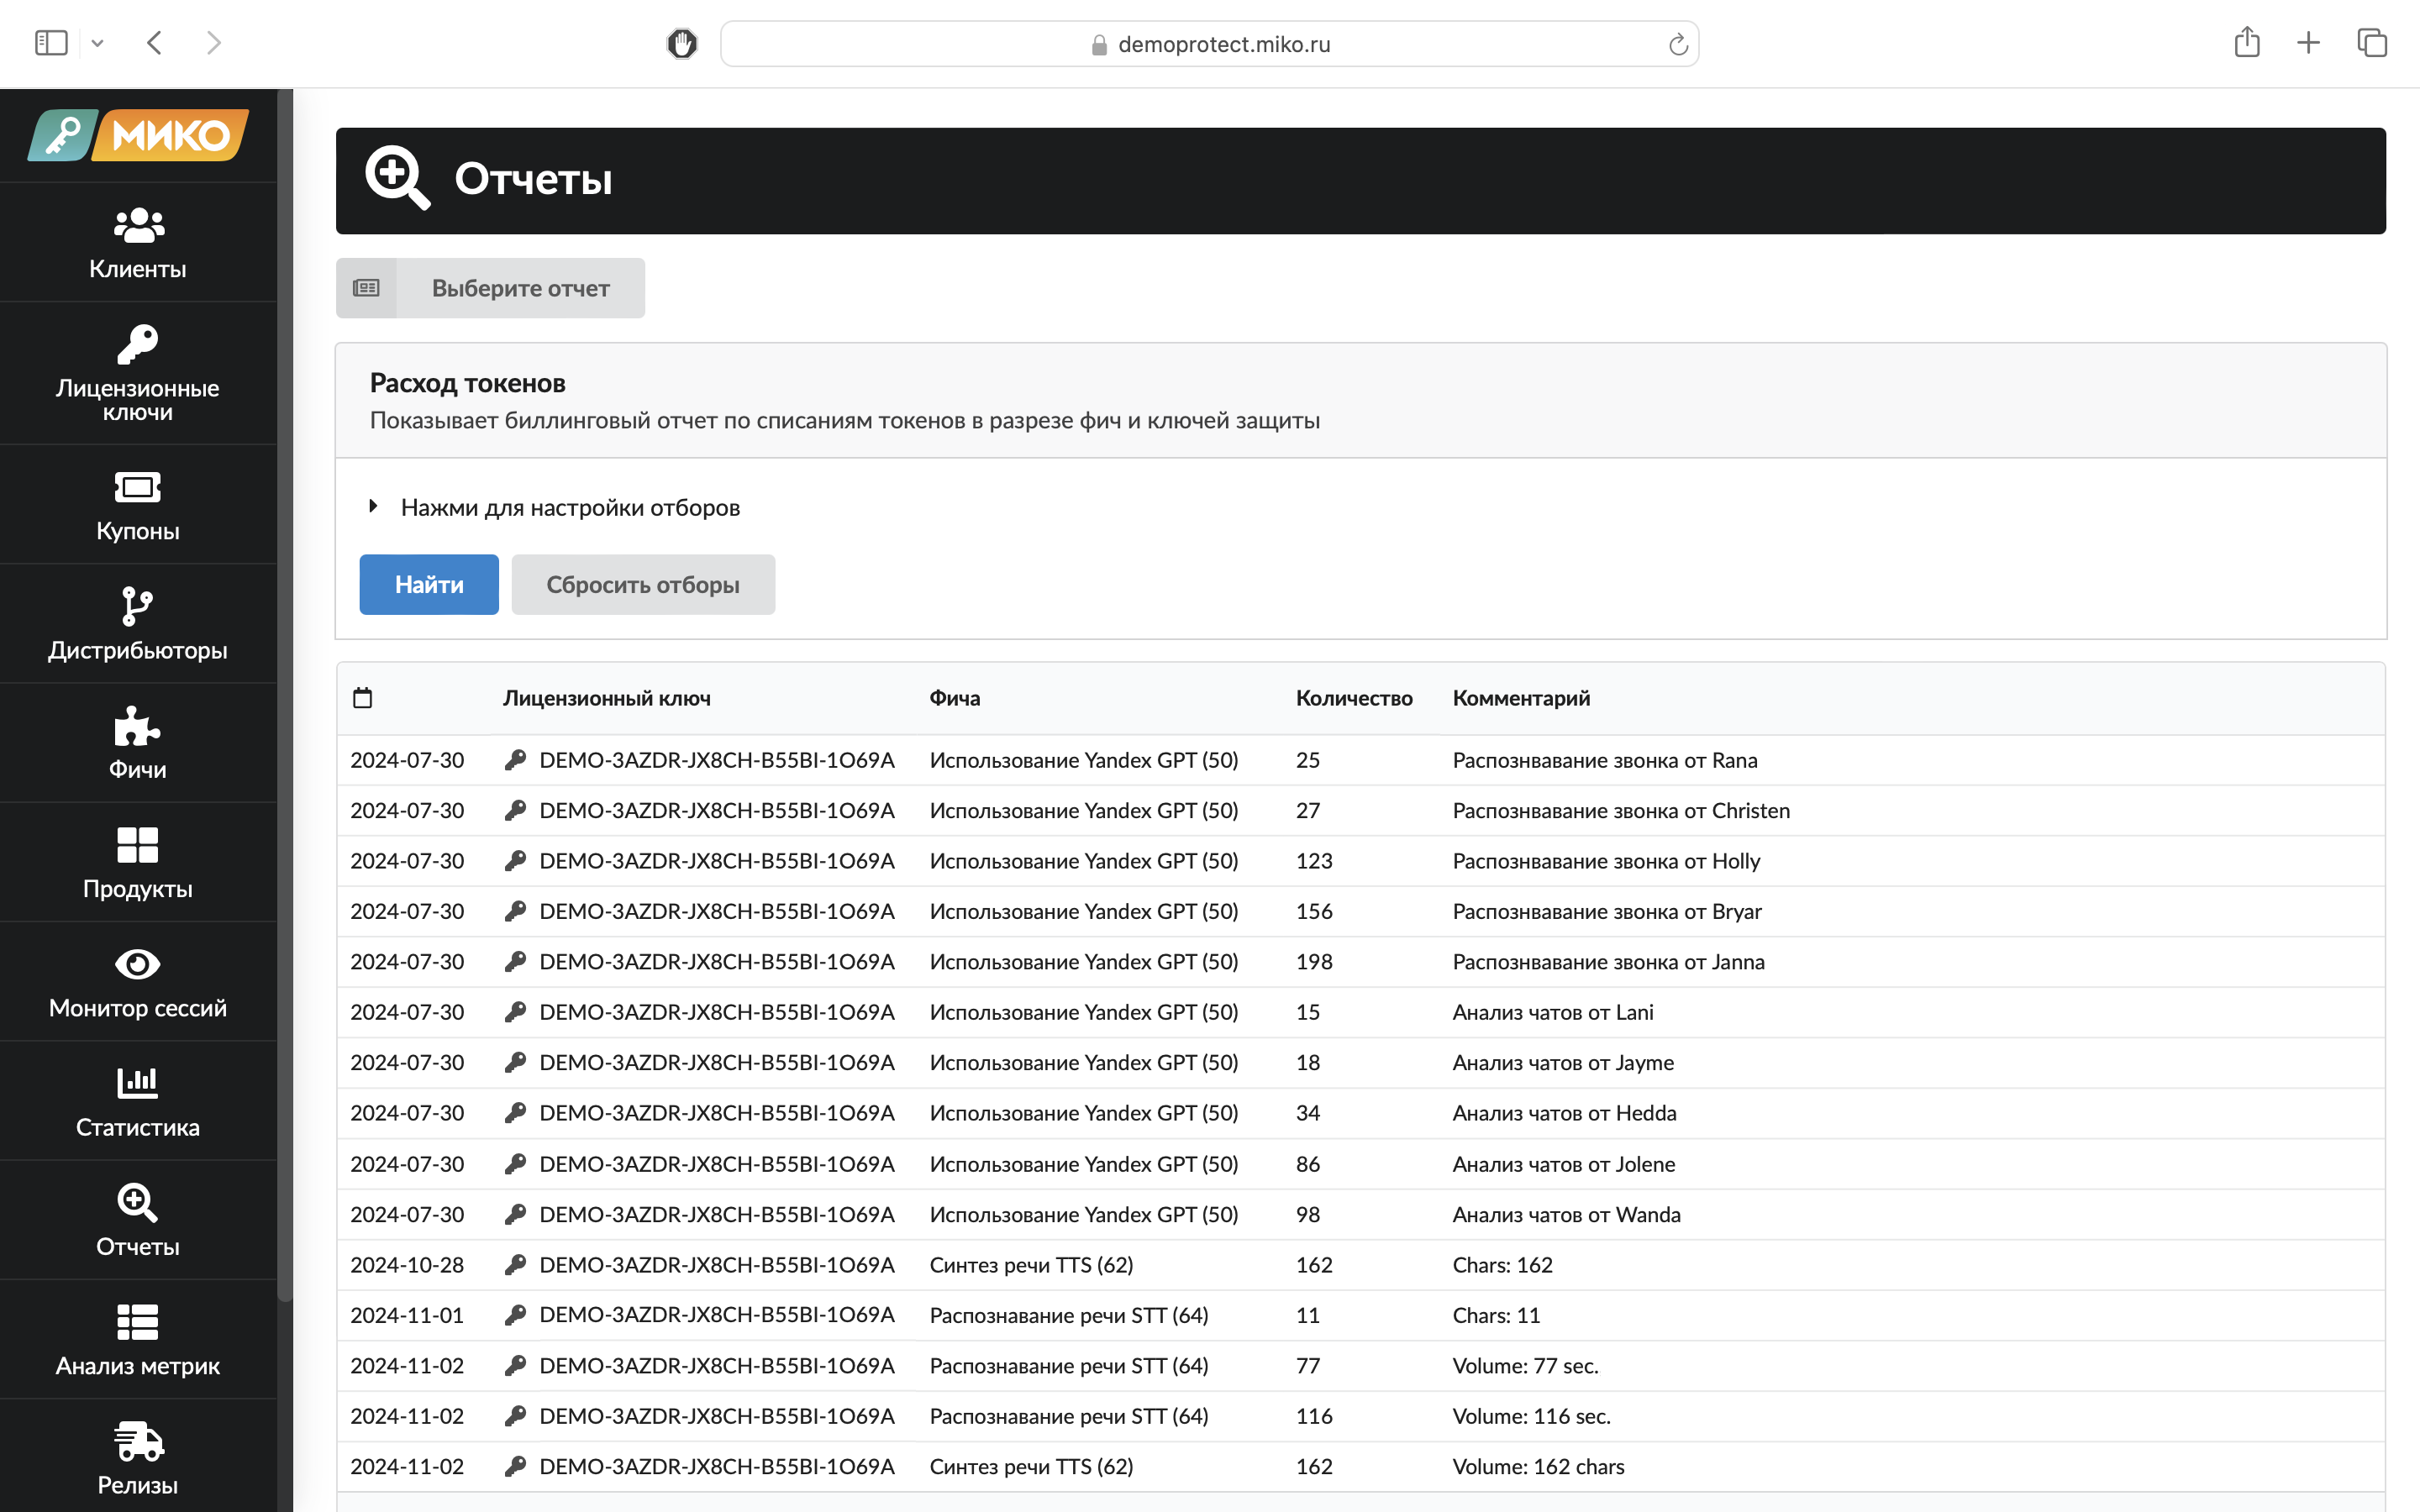 demoprotect.miko.ru
МИКО
Клиенты
Лицензионные
ключи
Купоны
Дистрибьюторы
Фичи
Продукты
Монитор сессий
Статистика
Отчеты
Анализ метрик
Релизы
Отчеты
Выберите отчет
Расход токенов
Показывает биллинговый отчет по списаниям токенов в разрезе фич и ключей защиты
Нажми для настройки отборов
Найти Сбросить отборы
Лицензионный ключ Фича Количество Комментарий
2024-07-30 DEMO-3AZDR-JX8CH-B55BI-1O69A Использование Yandex GPT (50) 25 Распознвавание звонка от Rana
2024-07-30 DEMO-3AZDR-JX8CH-B55BI-1O69A Использование Yandex GPT (50) 27 Распознвавание звонка от Christen
2024-07-30 DEMO-3AZDR-JX8CH-B55BI-1O69A Использование Yandex GPT (50) 123 Распознвавание звонка от Holly
2024-07-30 DEMO-3AZDR-JX8CH-B55BI-1O69A Использование Yandex GPT (50) 156 Распознвавание звонка от Bryar
2024-07-30 DEMO-3AZDR-JX8CH-B55BI-1O69A Использование Yandex GPT (50) 198 Распознвавание звонка от Janna
2024-07-30 DEMO-3AZDR-JX8CH-B55BI-1O69A Использование Yandex GPT (50) 15 Анализ чатов от Lani
2024-07-30 DEMO-3AZDR-JX8CH-B55BI-1O69A Использование Yandex GPT (50) 18 Анализ чатов от Jayme
2024-07-30 DEMO-3AZDR-JX8CH-B55BI-1O69A Использование Yandex GPT (50) 34 Анализ чатов от Hedda
2024-07-30 DEMO-3AZDR-JX8CH-B55BI-1O69A Использование Yandex GPT (50) 86 Анализ чатов от Jolene
2024-07-30 DEMO-3AZDR-JX8CH-B55BI-1O69A Использование Yandex GPT (50) 98 Анализ чатов от Wanda
2024-10-28 DEMO-3AZDR-JX8CH-B55BI-1O69A Синтез речи TTS (62) 162 Chars: 162
2024-11-01 DEMO-3AZDR-JX8CH-B55BI-1O69A Распознавание речи STT (64) 11 Chars: 11
2024-11-02 DEMO-3AZDR-JX8CH-B55BI-1O69A Распознавание речи STT (64) 77 Volume: 77 sec.
2024-11-02 DEMO-3AZDR-JX8CH-B55BI-1O69A Распознавание речи STT (64) 116 Volume: 116 sec.
2024-11-02 DEMO-3AZDR-JX8CH-B55BI-1O69A Синтез речи TTS (62) 162 Volume: 162 chars